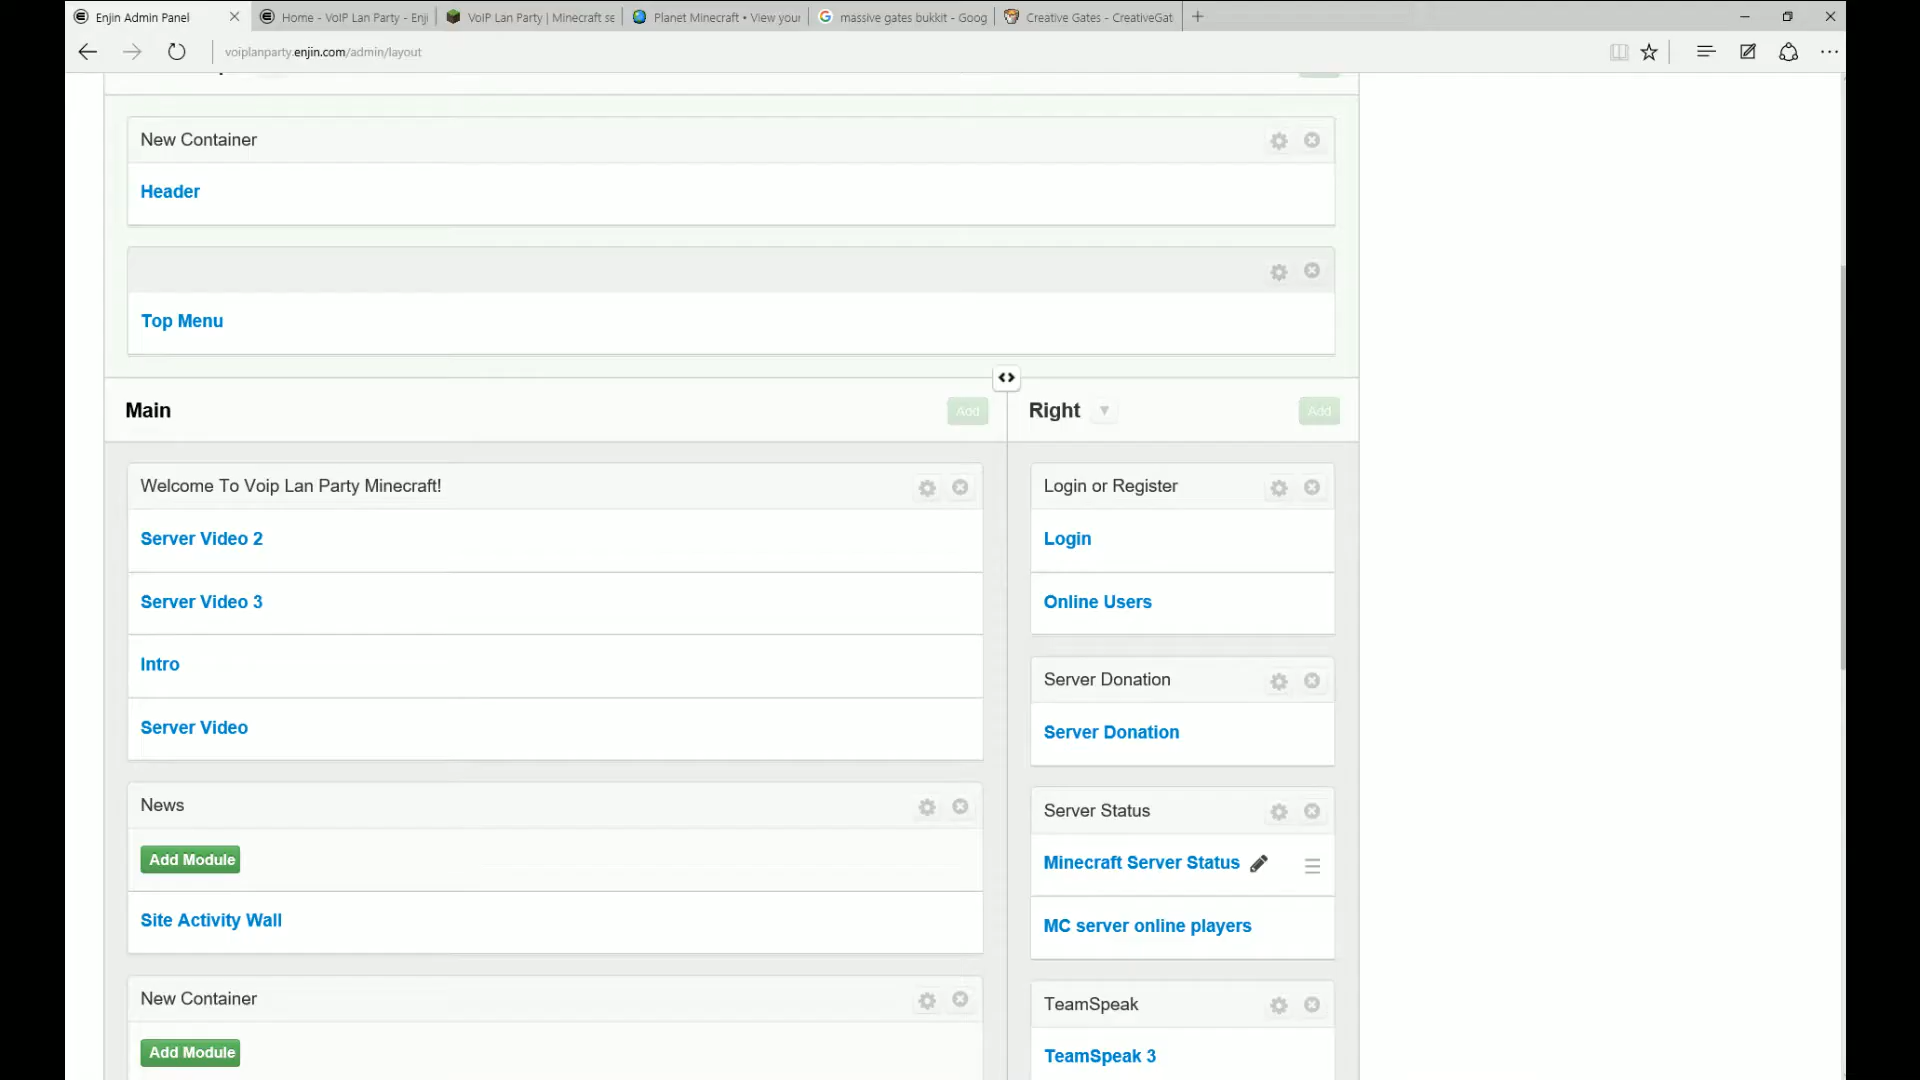 Enjin Admin Panel
Home - VoIP Lan Party - Enji
VoIP Lan Party | Minecraft se
Planet Minecraft • View your
massive gates bukkit - Goog
Creative Gates - CreativeGat
voiplanparty.enjin.com/admin/layout
New Container
Header
Top Menu
Main
Add
Right
Add
Welcome To Voip Lan Party Minecraft!
Server Video 2
Server Video 3
Intro
Server Video
Login or Register
Login
Online Users
Server Donation
Server Donation
News
Add Module
Site Activity Wall
Server Status
Minecraft Server Status
MC server online players
New Container
Add Module
TeamSpeak
TeamSpeak 3